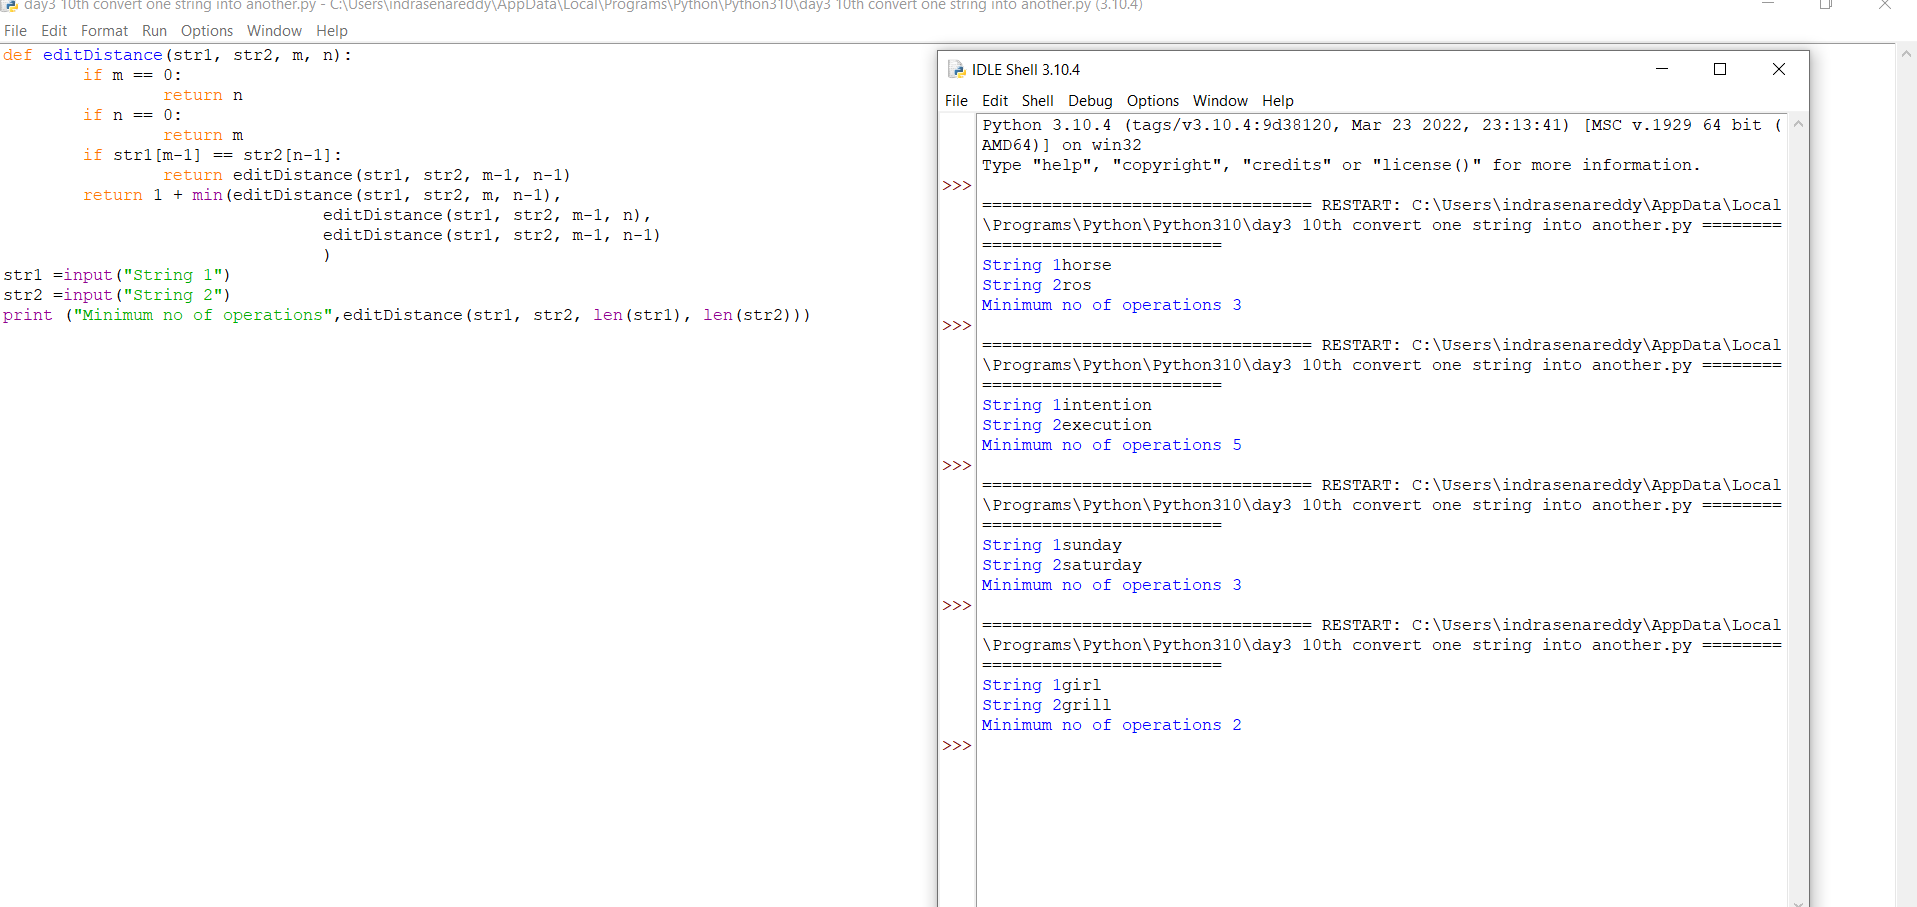 day3 10th convert one string into another.py - C:\Users\indrasenareddy\AppData\Local\Programs\Python\Python310\day3 10th convert one string into another.py (3.10.4)
File Edit Format Run Options Window Help
def editDistance(str1, str2, m, n):
        if m == 0:
                return n
        if n == 0:
                return m
        if str1[m-1] == str2[n-1]:
                return editDistance(str1, str2, m-1, n-1)
        return 1 + min(editDistance(str1, str2, m, n-1),
                                editDistance(str1, str2, m-1, n),
                                editDistance(str1, str2, m-1, n-1)
                                )
str1 =input("String 1")
str2 =input("String 2")
print ("Minimum no of operations",editDistance(str1, str2, len(str1), len(str2)))
IDLE Shell 3.10.4
File Edit Shell Debug Options Window Help
Python 3.10.4 (tags/v3.10.4:9d38120, Mar 23 2022, 23:13:41) [MSC v.1929 64 bit (
AMD64)] on win32
Type "help", "copyright", "credits" or "license()" for more information.
>>>
================================= RESTART: C:\Users\indrasenareddy\AppData\Local
\Programs\Python\Python310\day3 10th convert one string into another.py ========
========================
String 1horse
String 2ros
Minimum no of operations 3
>>>
================================= RESTART: C:\Users\indrasenareddy\AppData\Local
\Programs\Python\Python310\day3 10th convert one string into another.py ========
========================
String 1intention
String 2execution
Minimum no of operations 5
>>>
================================= RESTART: C:\Users\indrasenareddy\AppData\Local
\Programs\Python\Python310\day3 10th convert one string into another.py ========
========================
String 1sunday
String 2saturday
Minimum no of operations 3
>>>
================================= RESTART: C:\Users\indrasenareddy\AppData\Local
\Programs\Python\Python310\day3 10th convert one string into another.py ========
========================
String 1girl
String 2grill
Minimum no of operations 2
>>>